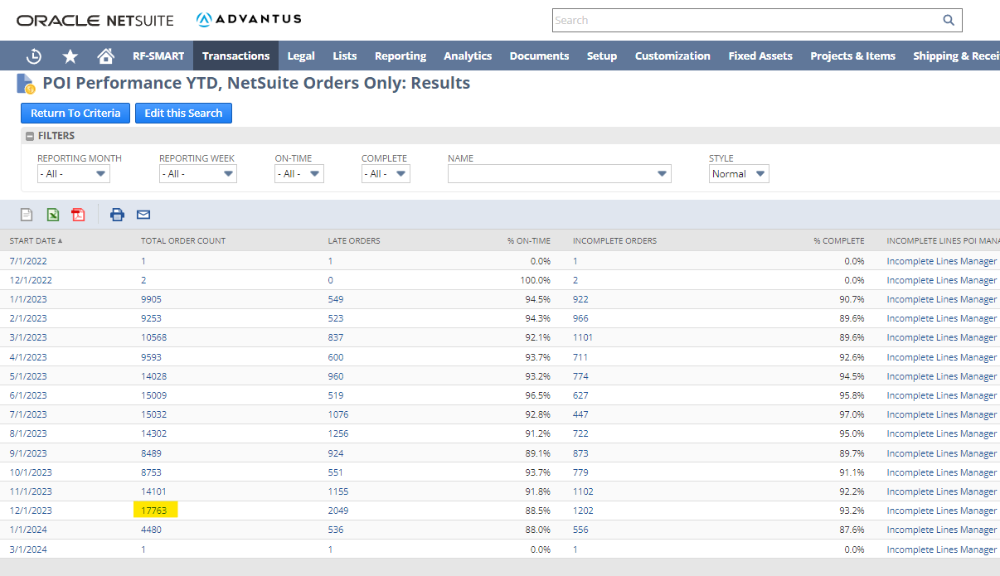 ORACLE NETSUITE ADVANTUS Search
RF-SMART Transactions Legal Lists Reporting Analytics Documents Setup Customization Fixed Assets Projects & Items Shipping & Recei
POI Performance YTD, NetSuite Orders Only: Results
Return To Criteria Edit this Search
FILTERS
REPORTING MONTH REPORTING WEEK ON-TIME COMPLETE NAME STYLE
- All - - All - - All - - All - Normal
START DATE TOTAL ORDER COUNT LATE ORDERS % ON-TIME INCOMPLETE ORDERS % COMPLETE INCOMPLETE LINES POI MANA
7/1/2022 1 1 0.0% 1 0.0% Incomplete Lines Manager
12/1/2022 2 0 100.0% 2 0.0% Incomplete Lines Manager
1/1/2023 9905 549 94.5% 922 90.7% Incomplete Lines Manager
2/1/2023 9253 523 94.3% 966 89.6% Incomplete Lines Manager
3/1/2023 10568 837 92.1% 1101 89.6% Incomplete Lines Manager
4/1/2023 9593 600 93.7% 711 92.6% Incomplete Lines Manager
5/1/2023 14028 960 93.2% 774 94.5% Incomplete Lines Manager
6/1/2023 15009 519 96.5% 627 95.8% Incomplete Lines Manager
7/1/2023 15032 1076 92.8% 447 97.0% Incomplete Lines Manager
8/1/2023 14302 1256 91.2% 722 95.0% Incomplete Lines Manager
9/1/2023 8489 924 89.1% 873 89.7% Incomplete Lines Manager
10/1/2023 8753 551 93.7% 779 91.1% Incomplete Lines Manager
11/1/2023 14101 1155 91.8% 1102 92.2% Incomplete Lines Manager
12/1/2023 17763 2049 88.5% 1202 93.2% Incomplete Lines Manager
1/1/2024 4480 536 88.0% 556 87.6% Incomplete Lines Manager
3/1/2024 1 1 0.0% 1 0.0% Incomplete Lines Manager